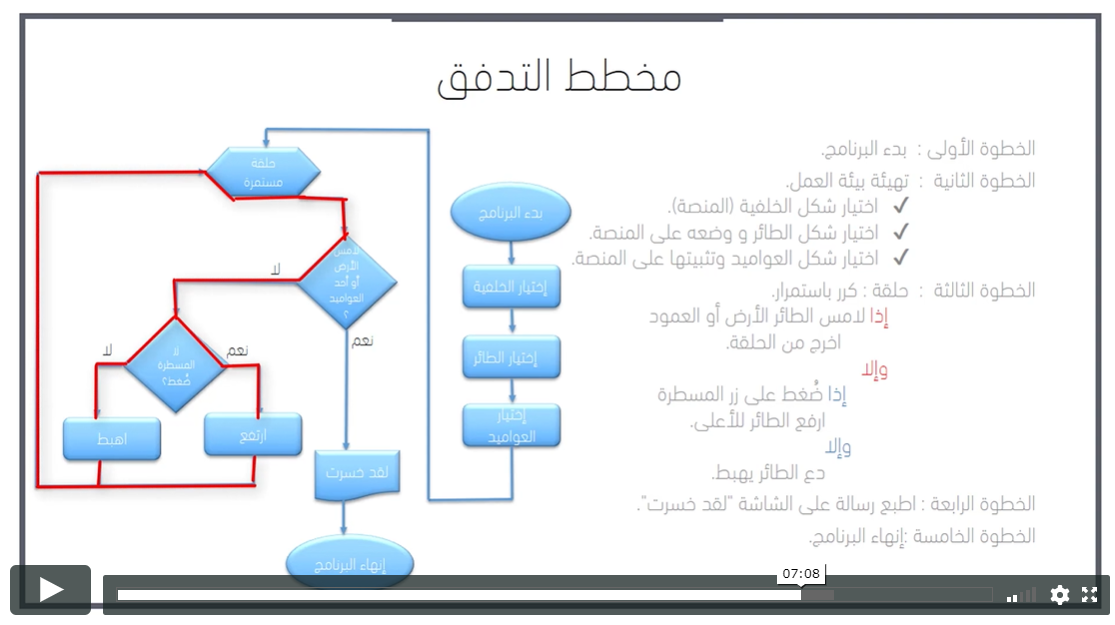 مخطط التدفق
الخطوة الأولى : بدء البرنامج.
الخطوة الثانية : تهيئة بيئة العمل.
✓ اختيار شكل الخلفية (المنصة).
✓ اختيار شكل الطائر و وضعه على المنصة.
✓ اختيار شكل العواميد وتثبيتها على المنصة.
الخطوة الثالثة : حلقة : كرر باستمرار.
إذا لامس الطائر الأرض أو العمود
اخرج من الحلقة.
وإلا
إذا ضُغط على زر المسطرة
ارفع الطائر للأعلى.
وإلا
دع الطائر يهبط.
الخطوة الرابعة : اطبع رسالة على الشاشة "لقد خسرت".
الخطوة الخامسة :إنهاء البرنامج.
بدء البرنامج
إختيار الخلفية
إختيار الطائر
إختيار
العواميد
حلقة
مستمرة
لامس
الأرض
أو أحد
العواميد
؟
لا
نعم
لا
المسطرة
ضُغط؟
نعم
لا
ارتفع
اهبط
لقد خسرت
إنهاء البرنامج
07:08